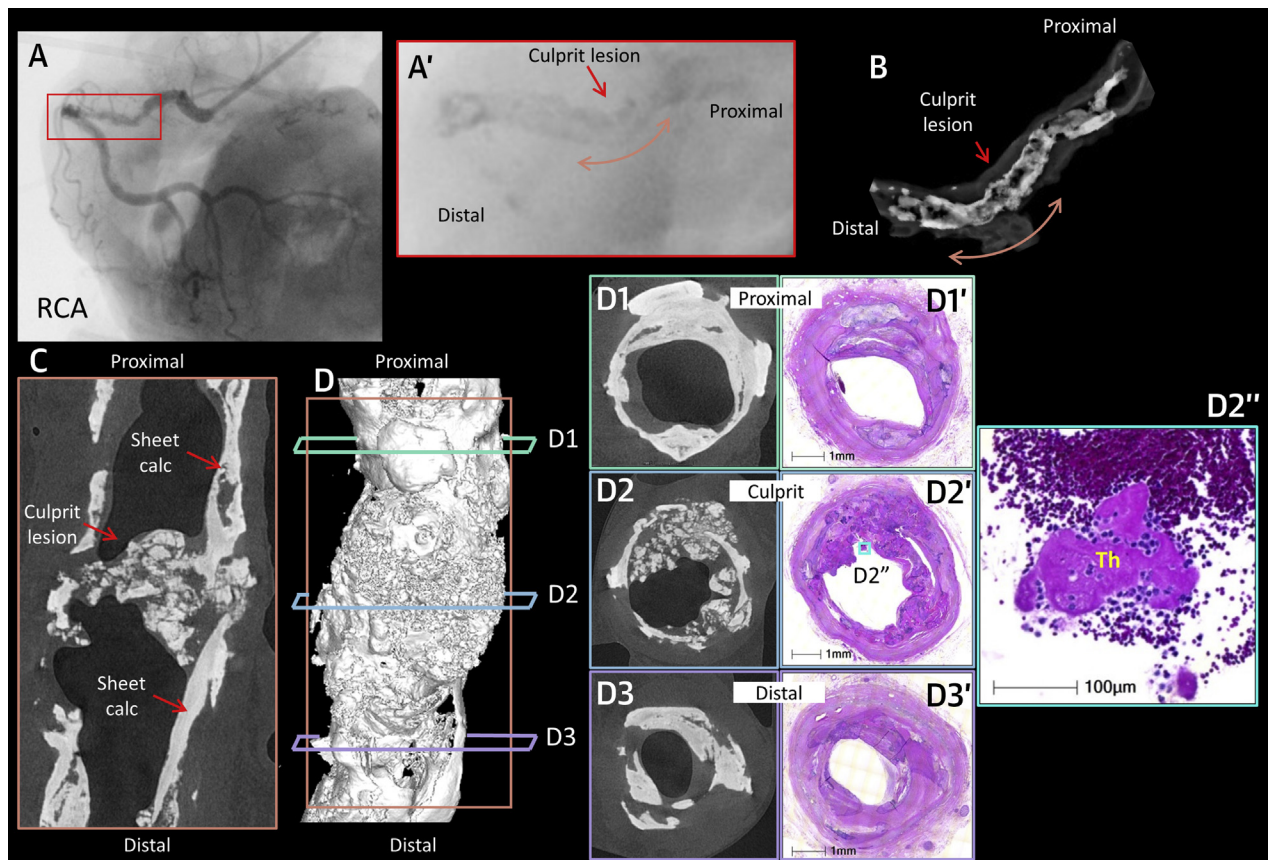 A
RCA
A'
Culprit lesion
Proximal
Distal
B
Proximal
Culprit
lesion
Distal
C
Proximal
Sheet
calc
Culprit
lesion
Sheet
calc
Distal
D
Proximal
D1
D2
D3
Distal
D1
Proximal
D1'
1mm
D2
Culprit
D2'
D2"
1mm
D3
Distal
D3'
1mm
D2"
Th
100µm